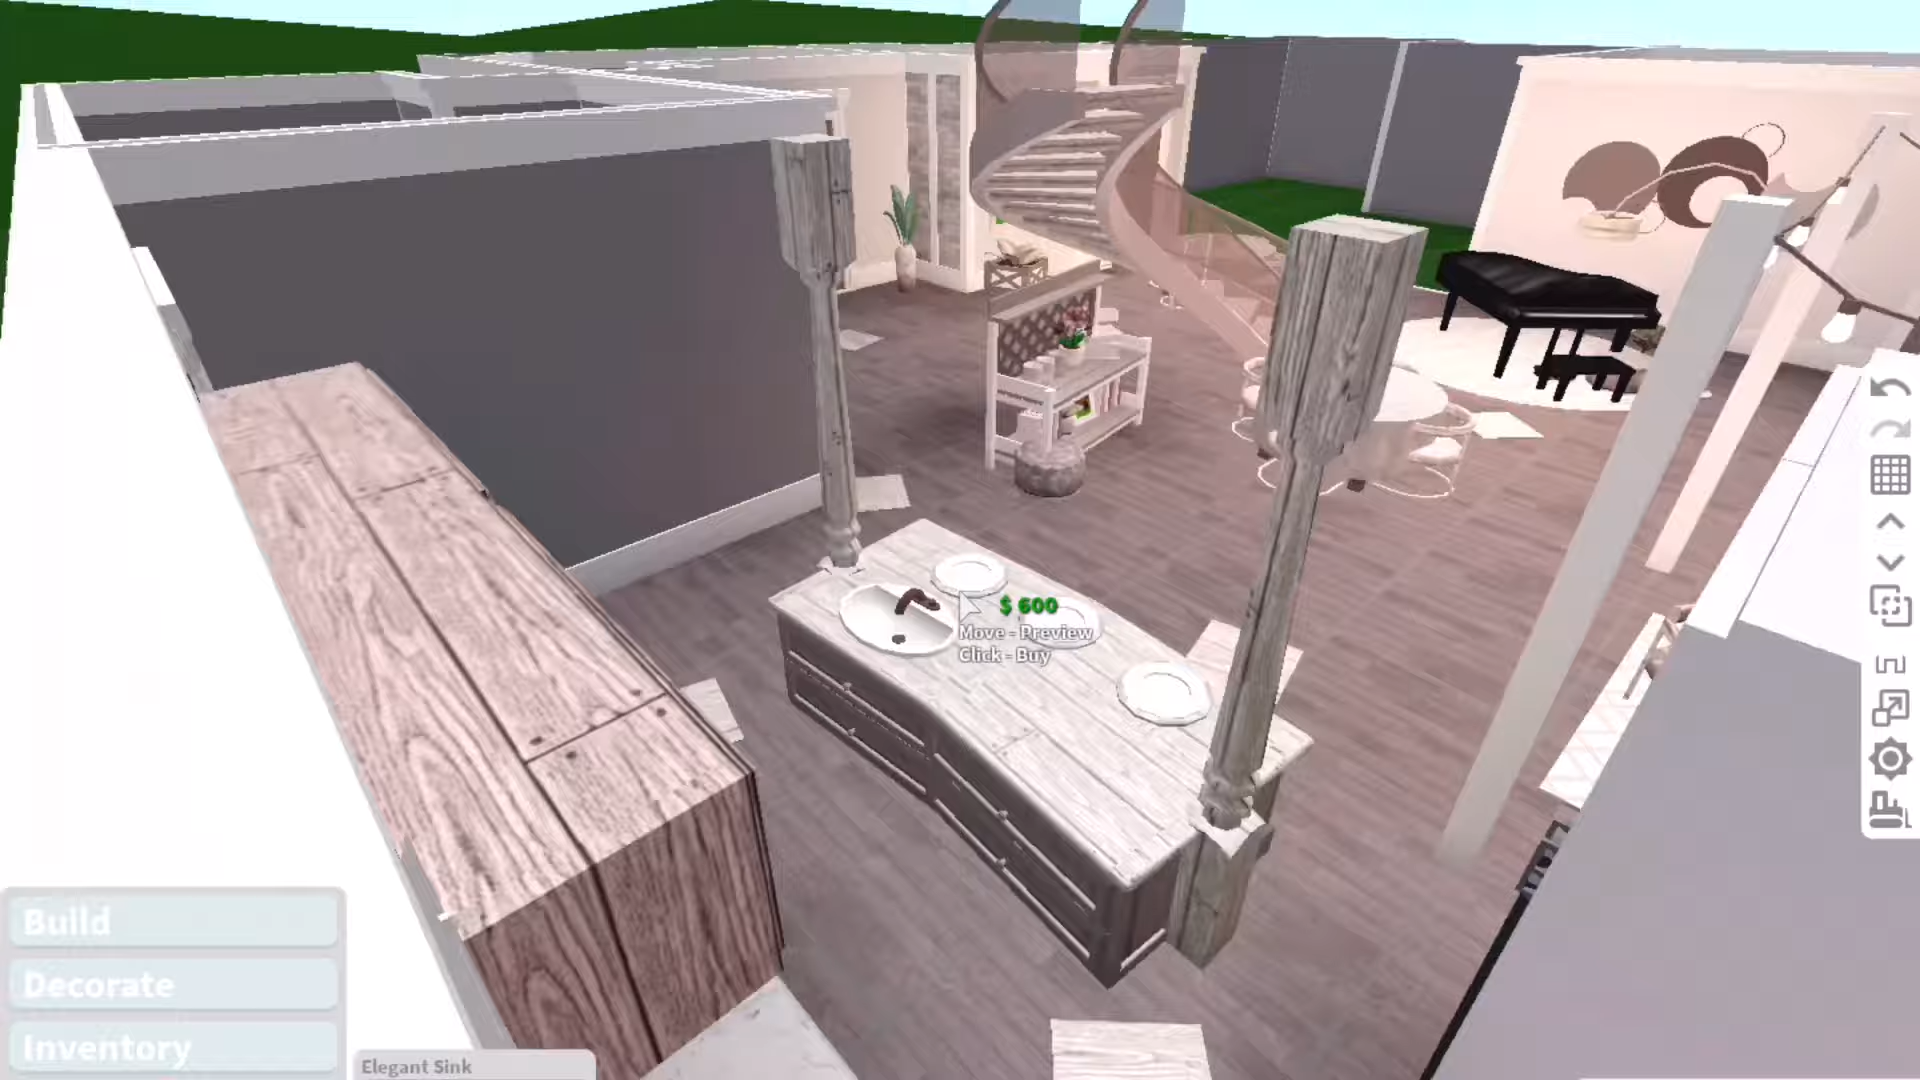 $ 600
Move - Preview
Click - Buy
Build
Decorate
Inventory
Elegant Sink